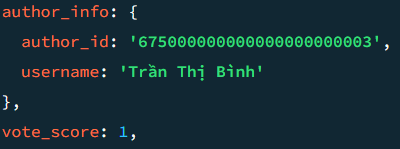 author_info: {
author_id: '675000000000000000000003',
username: 'Trần Thị Bình'
},
vote_score: 1,